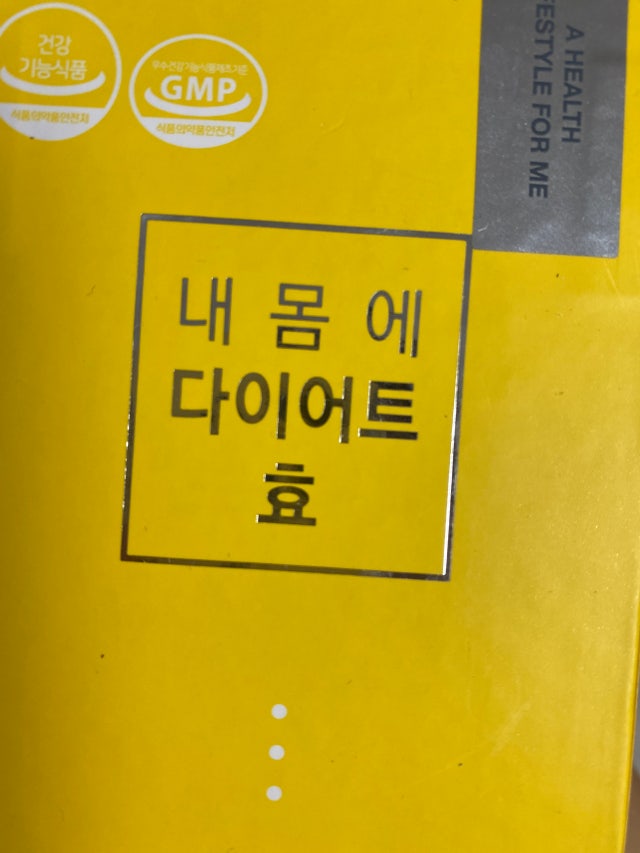 건강
기능식품
식품의약품안전처
우수건강기능식품제조기준
GMP
식품의약품안전처
A HEALTH
FESTYLE FOR ME
내 몸 에
다이어트
효